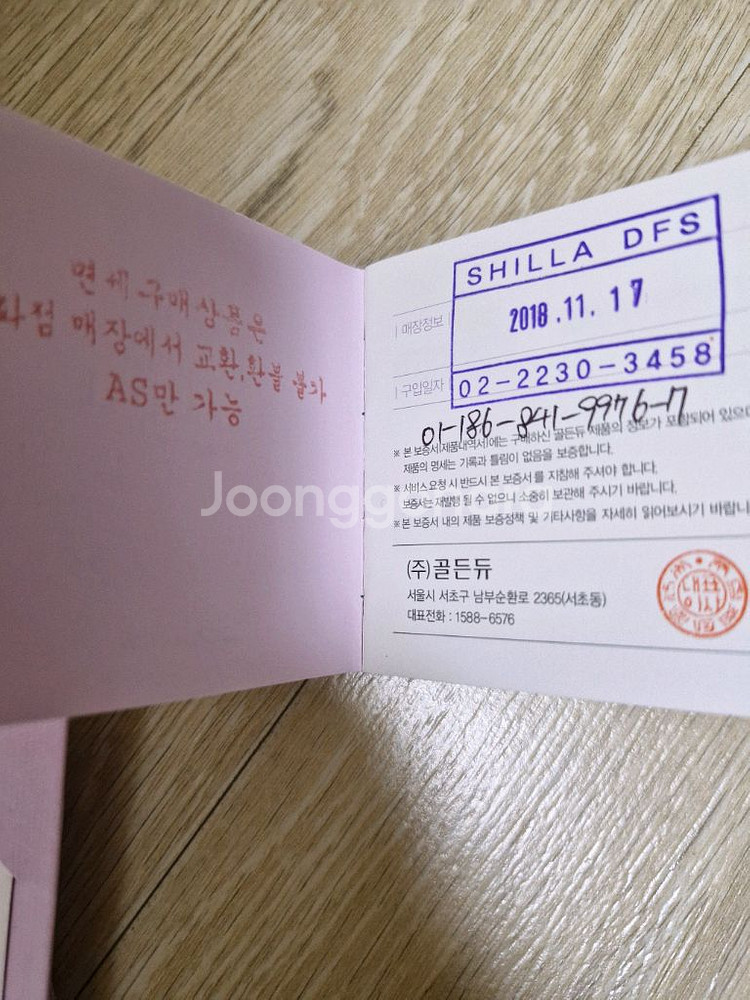 면세 구매상품은
타점 매장에서 교환,환불 불가
AS만 가능
SHILLA DFS
매장정보
2018.11.17
구입일자
02-2230-3458
01-186-841-9976-17
※ 본 보증서(제품내역서)에는 구매하신 골든듀 제품의 정보가 포함되어 있으며
제품의 명세는 기록과 틀림이 없음을 보증합니다.
※ 서비스 요청 시 반드시 본 보증서를 지참해 주셔야 합니다.
보증서는 재발행 될 수 없으니 소중히 보관해 주시기 바랍니다.
※ 본 보증서 내의 제품 보증정책 및 기타사항을 자세히 읽어보시기 바랍니
Joongg
(주)골든듀
서울시 서초구 남부순환로 2365(서초동)
대표전화 : 1588-6576
대표
이사